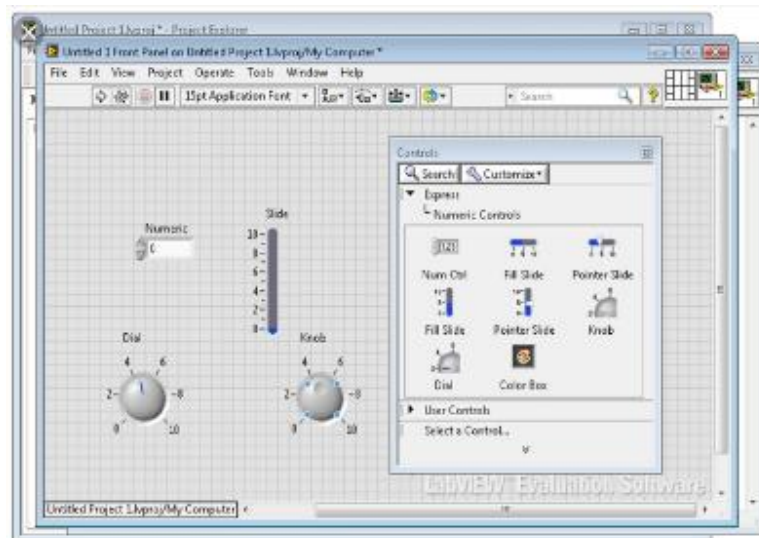 Untitled Project 1.lvproj * - Project Explorer
Untitled 1 Front Panel on Untitled Project 1.lvproj/My Computer *
File Edit View Project Operate Tools Window Help
15pt Application Font
Search
Controls
Search Customize
Express
Numeric Controls
Num Ctrl Fill Slide Pointer Slide
Fill Slide Pointer Slide Knob
Dial Color Box
User Controls
Select a Control...
Numeric
0
Slide
10
8
6
4
2
0
Dial
4 6
2 8
0 10
Knob
4 6
2 8
0 10
LabVIEW Evaluation Software
Untitled Project 1.lvproj/My Computer